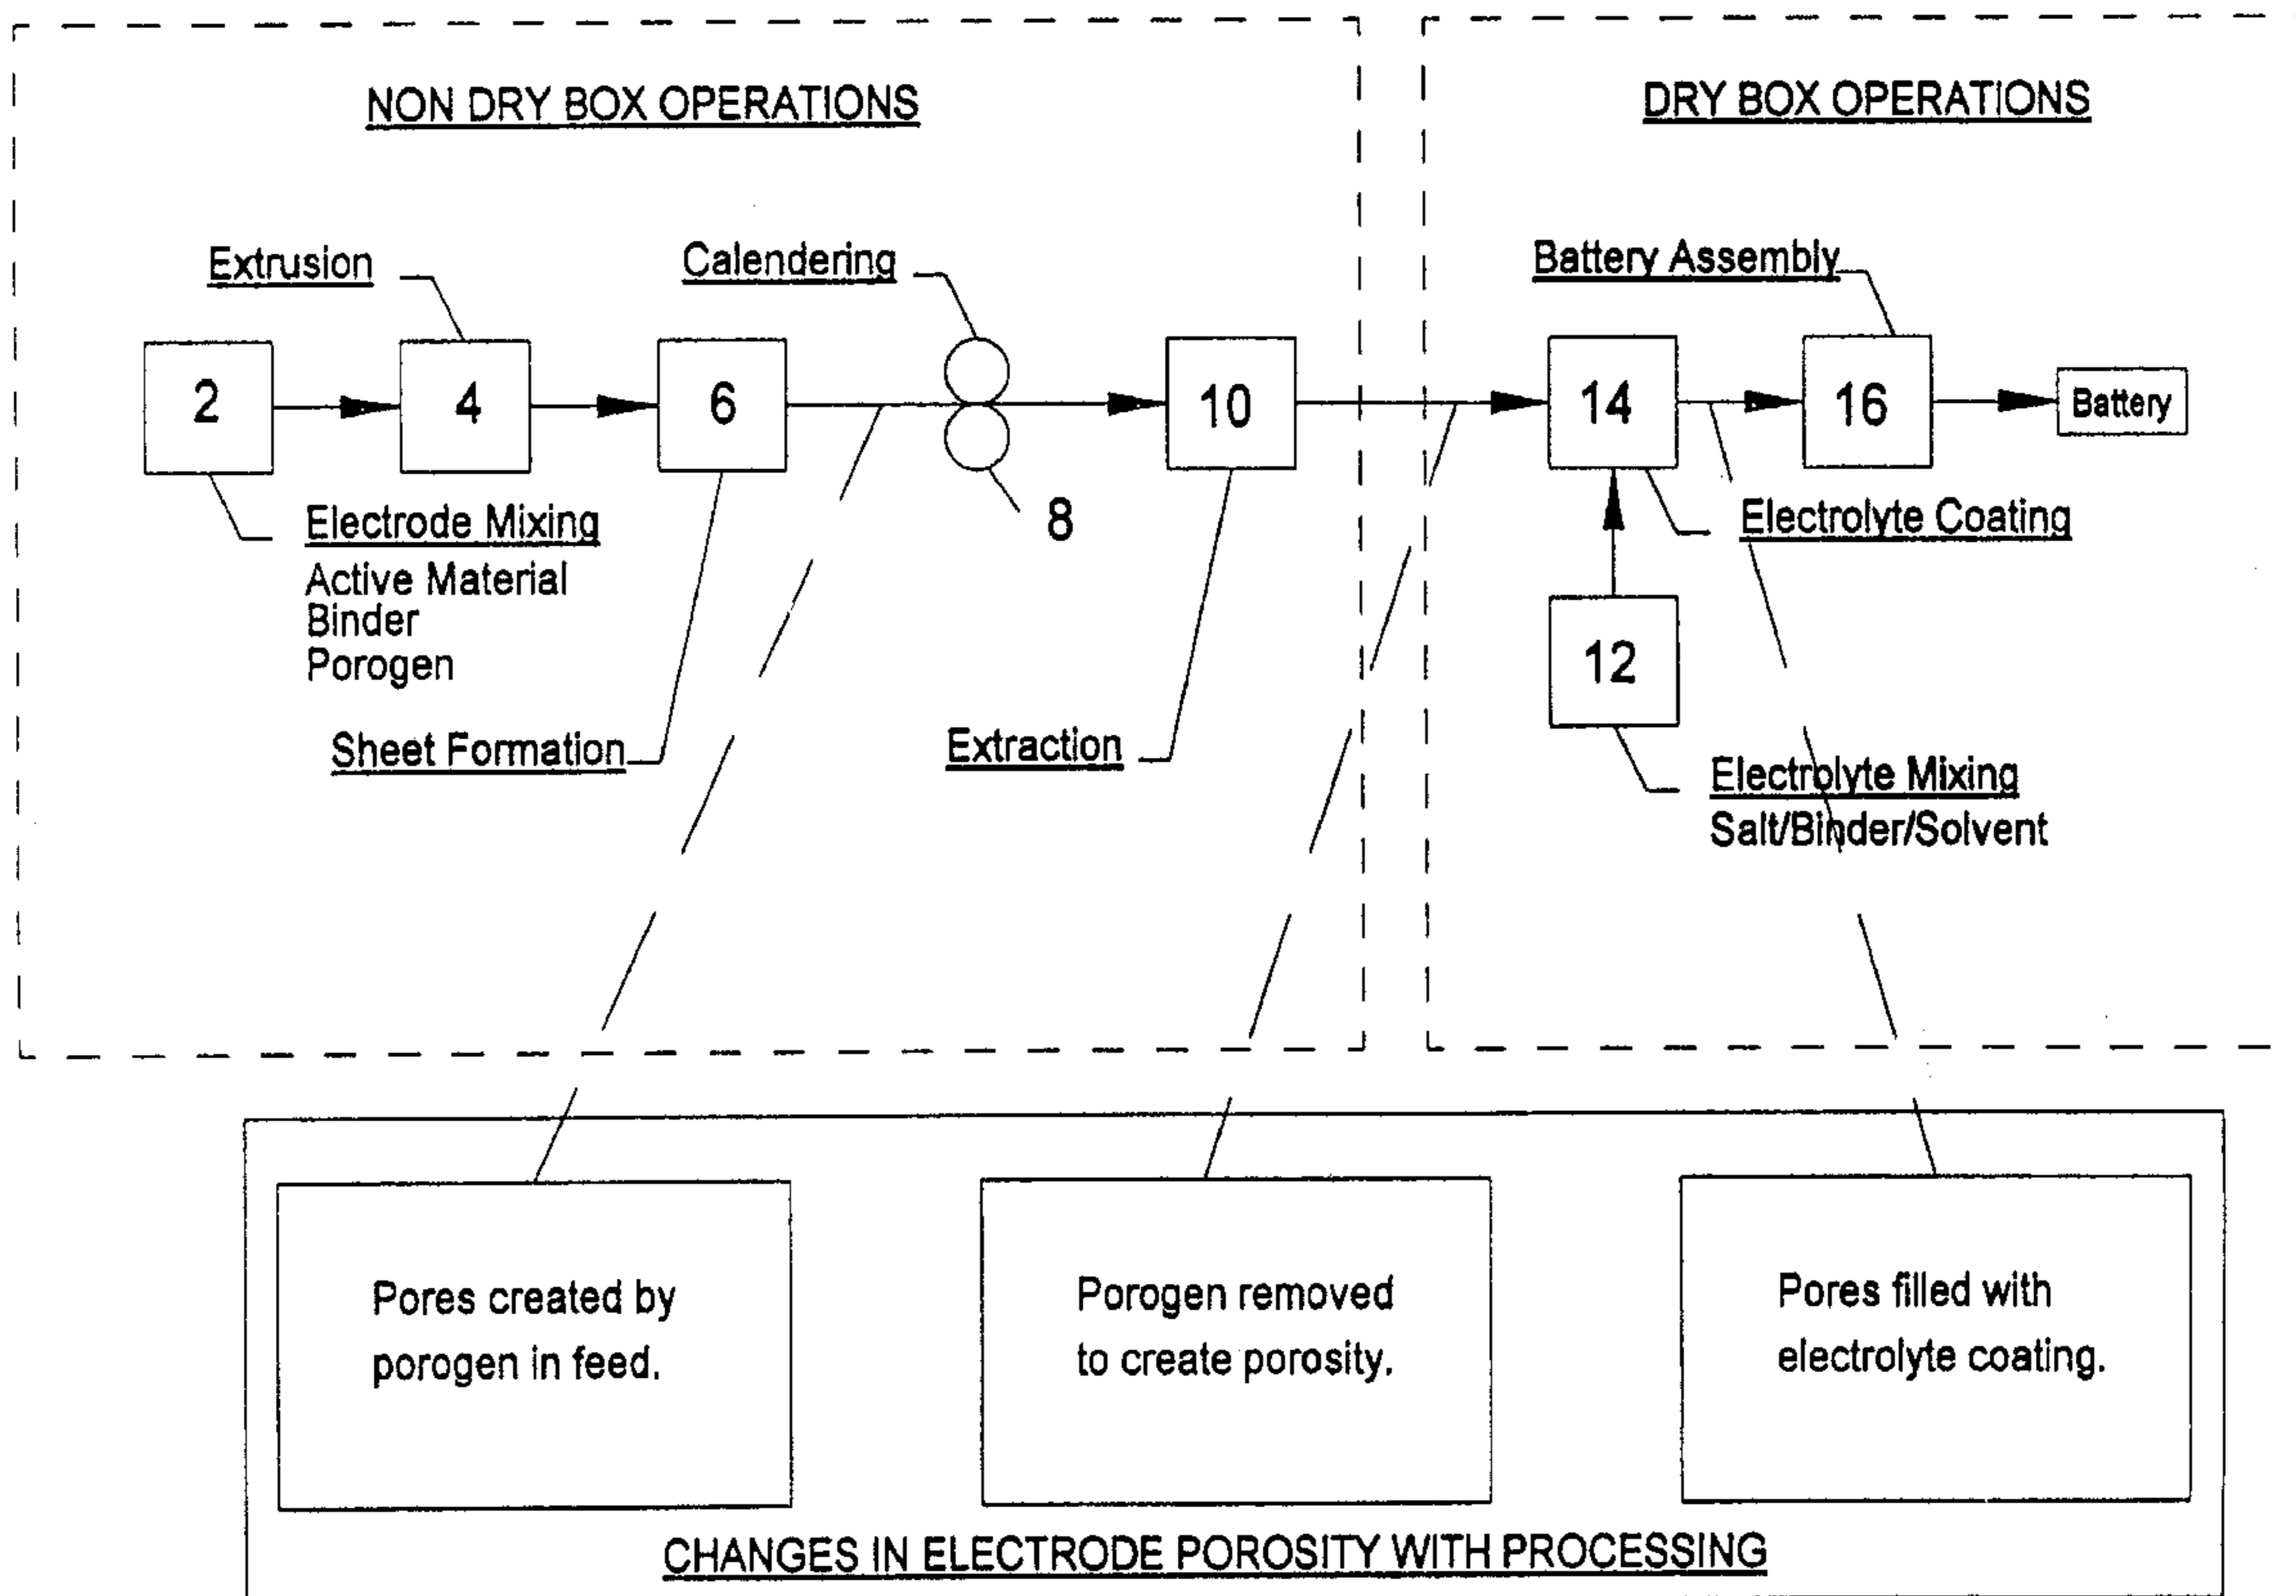 NON DRY BOX OPERATIONS
DRY BOX OPERATIONS
Extrusion
Calendering
Battery Assembly
2
4
6
10
14
16
Battery
8
Electrode Mixing
Active Material
Binder
Porogen
Electrolyte Coating
12
Sheet Formation
Extraction
Electrolyte Mixing
Salt/Binder/Solvent
Pores created by
porogen in feed.
Porogen removed
to create porosity.
Pores filled with
electrolyte coating.
CHANGES IN ELECTRODE POROSITY WITH PROCESSING